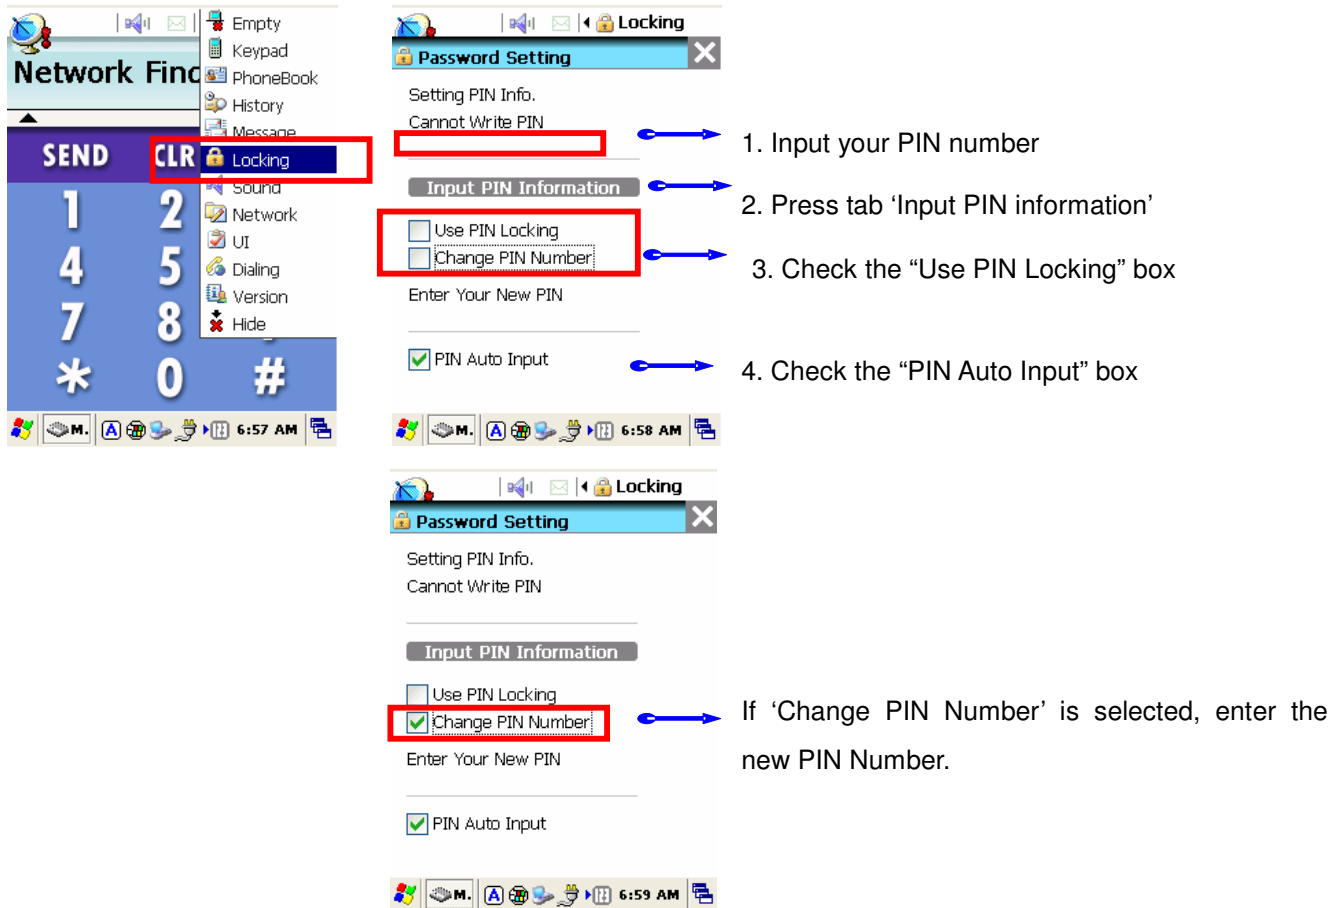 Network Find
SEND CLR
1 2
4 5
7 8
* 0 #
M. A 6:57 AM
Empty
Keypad
PhoneBook
History
Message
Locking
Sound
Network
UI
Dialing
Version
Hide
Locking
Password Setting
Setting PIN Info.
Cannot Write PIN
Input PIN Information
Use PIN Locking
Change PIN Number
Enter Your New PIN
PIN Auto Input
M. A 6:58 AM
1. Input your PIN number
2. Press tab ‘Input PIN information’
3. Check the “Use PIN Locking” box
4. Check the “PIN Auto Input” box
Locking
Password Setting
Setting PIN Info.
Cannot Write PIN
Input PIN Information
Use PIN Locking
Change PIN Number
Enter Your New PIN
PIN Auto Input
M. A 6:59 AM
If ‘Change PIN Number’ is selected, enter the
new PIN Number.